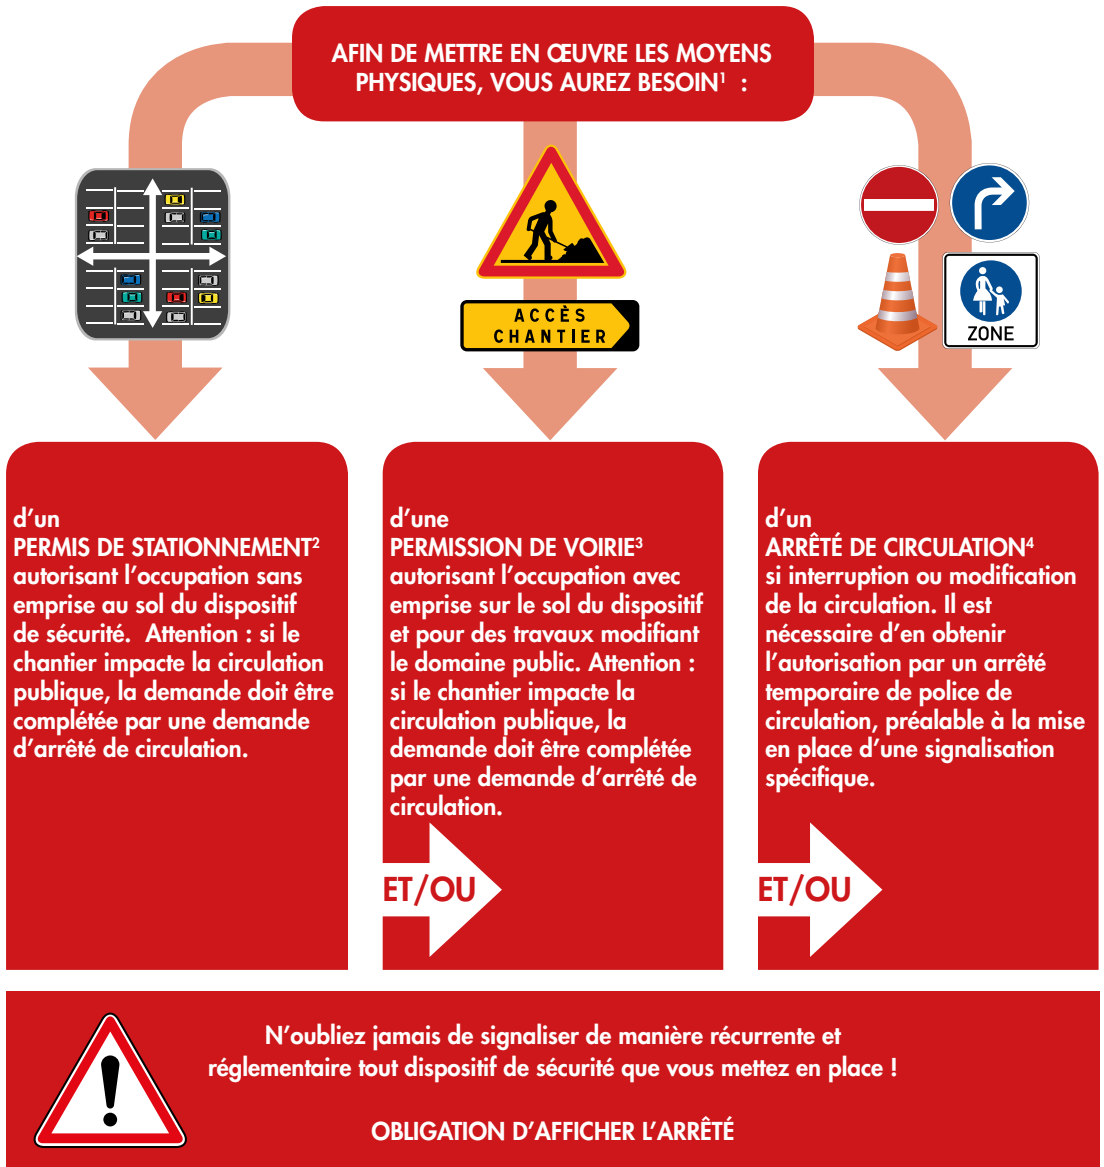 AFIN DE METTRE EN ŒUVRE LES MOYENS
PHYSIQUES, VOUS AUREZ BESOIN¹ :
ACCÈS
CHANTIER
ZONE
d’un
PERMIS DE STATIONNEMENT²
autorisant l’occupation sans
emprise au sol du dispositif
de sécurité. Attention : si le
chantier impacte la circulation
publique, la demande doit être
complétée par une demande
d’arrêté de circulation.
d’une
PERMISSION DE VOIRIE³
autorisant l’occupation avec
emprise sur le sol du dispositif
et pour des travaux modifiant
le domaine public. Attention :
si le chantier impacte la
circulation publique, la
demande doit être complétée
par une demande d’arrêté de
circulation.
ET/OU
d’un
ARRÊTÉ DE CIRCULATION⁴
si interruption ou modification
de la circulation. Il est
nécessaire d’en obtenir
l’autorisation par un arrêté
temporaire de police de
circulation, préalable à la mise
en place d’une signalisation
spécifique.
ET/OU
N’oubliez jamais de signaliser de manière récurrente et
réglementaire tout dispositif de sécurité que vous mettez en place !
OBLIGATION D’AFFICHER L’ARRÊTÉ